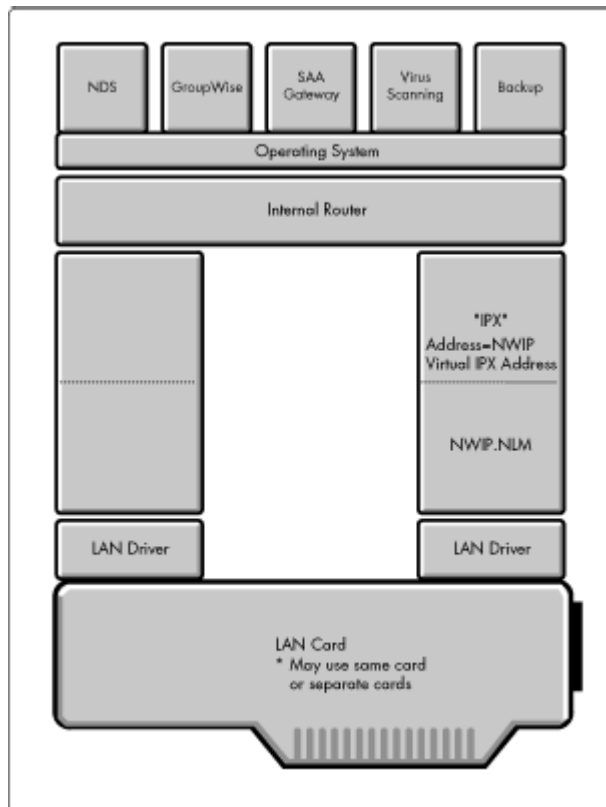 NDS
GroupWise
SAA
Gateway
Virus
Scanning
Backup
Operating System
Internal Router
"IPX"
Address=NWIP
Virtual IPX Address
NWIP.NLM
LAN Driver
LAN Driver
LAN Card
* May use same card
or separate cards